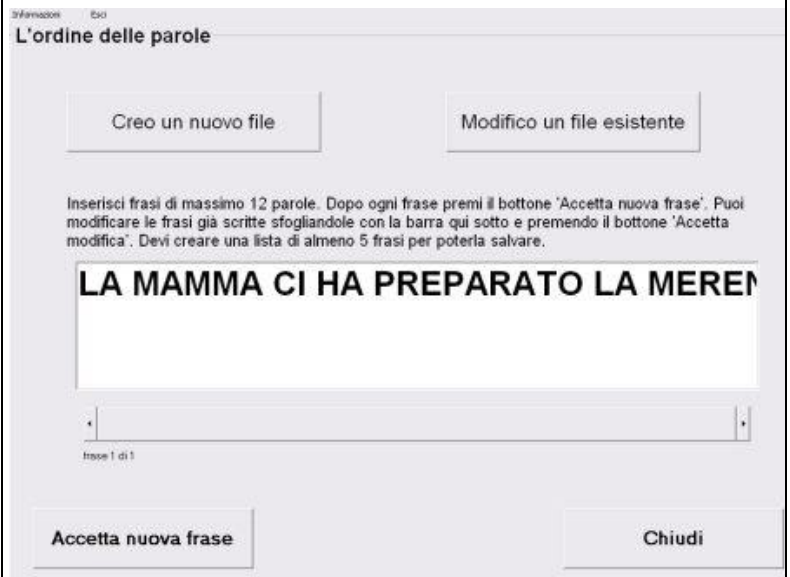 Informazioni Esci
L'ordine delle parole
Creo un nuovo file Modifico un file esistente
Inserisci frasi di massimo 12 parole. Dopo ogni frase premi il bottone 'Accetta nuova frase'. Puoi
modificare le frasi già scritte sfogliandole con la barra qui sotto e premendo il bottone 'Accetta
modifica'. Devi creare una lista di almeno 5 frasi per poterla salvare.
LA MAMMA CI HA PREPARATO LA MEREN
frase 1 di 1
Accetta nuova frase Chiudi